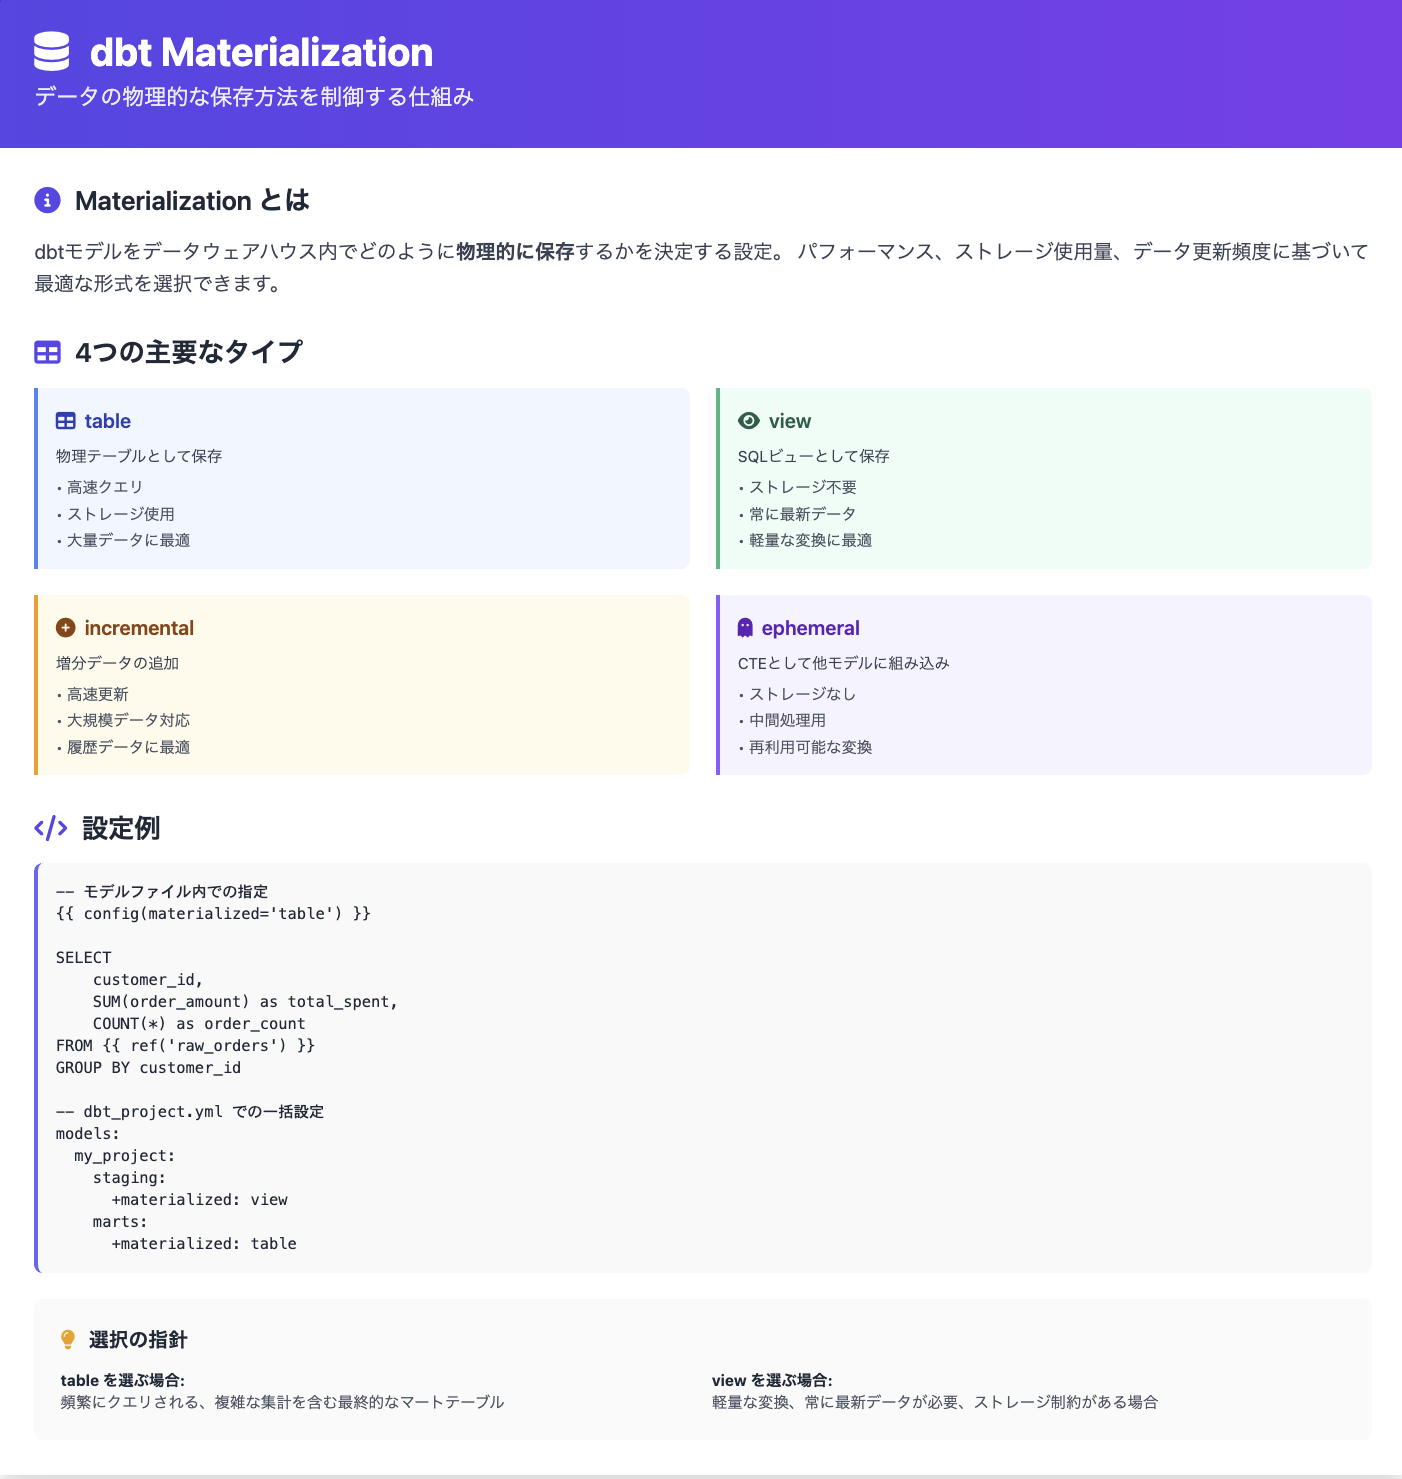 dbt Materialization
データの物理的な保存方法を制御する仕組み
Materialization とは
dbtモデルをデータウェアハウス内でどのように物理的に保存するかを決定する設定。 パフォーマンス、ストレージ使用量、データ更新頻度に基づいて
最適な形式を選択できます。
4つの主要なタイプ
table
物理テーブルとして保存
• 高速クエリ
• ストレージ使用
• 大量データに最適
view
SQLビューとして保存
• ストレージ不要
• 常に最新データ
• 軽量な変換に最適
incremental
増分データの追加
• 高速更新
• 大規模データ対応
• 履歴データに最適
ephemeral
CTEとして他モデルに組み込み
• ストレージなし
• 中間処理用
• 再利用可能な変換
設定例
-- モデルファイル内での指定
{{ config(materialized='table') }}
SELECT
    customer_id,
    SUM(order_amount) as total_spent,
    COUNT(*) as order_count
FROM {{ ref('raw_orders') }}
GROUP BY customer_id
-- dbt_project.yml での一括設定
models:
  my_project:
    staging:
      +materialized: view
    marts:
      +materialized: table
選択の指針
table を選ぶ場合:
頻繁にクエリされる、複雑な集計を含む最終的なマートテーブル
view を選ぶ場合:
軽量な変換、常に最新データが必要、ストレージ制約がある場合